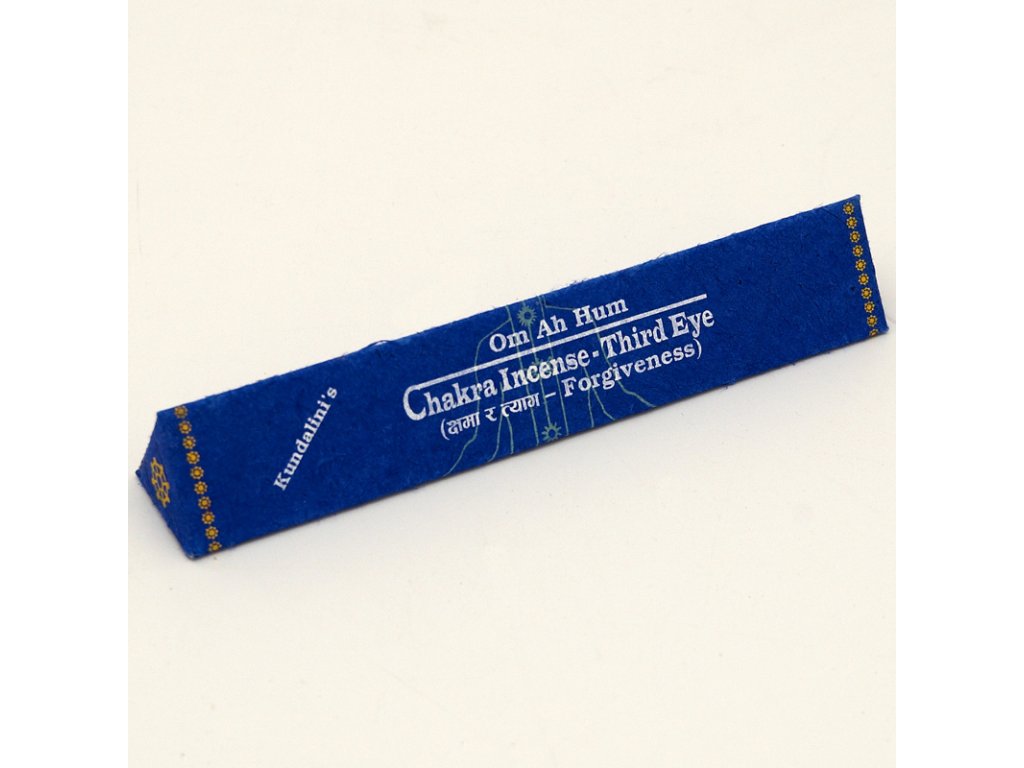 Kundalini's
Om Ah Hum
Chakra Incense - Third Eye
(क्षमा र त्याग – Forgiveness)